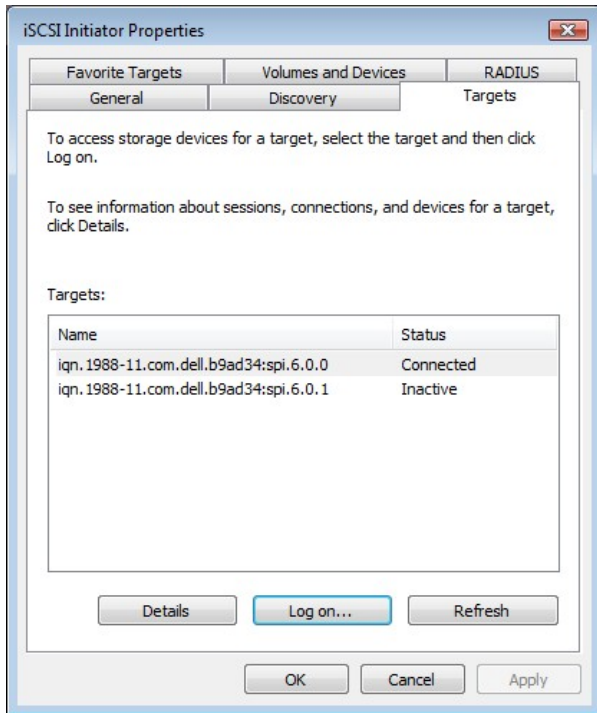 iSCSI Initiator Properties
Favorite Targets Volumes and Devices RADIUS
General Discovery Targets
To access storage devices for a target, select the target and then click
Log on.
To see information about sessions, connections, and devices for a target,
click Details.
Targets:
Name Status
iqn.1988-11.com.dell.b9ad34:spi.6.0.0 Connected
iqn.1988-11.com.dell.b9ad34:spi.6.0.1 Inactive
Details Log on... Refresh
OK Cancel Apply